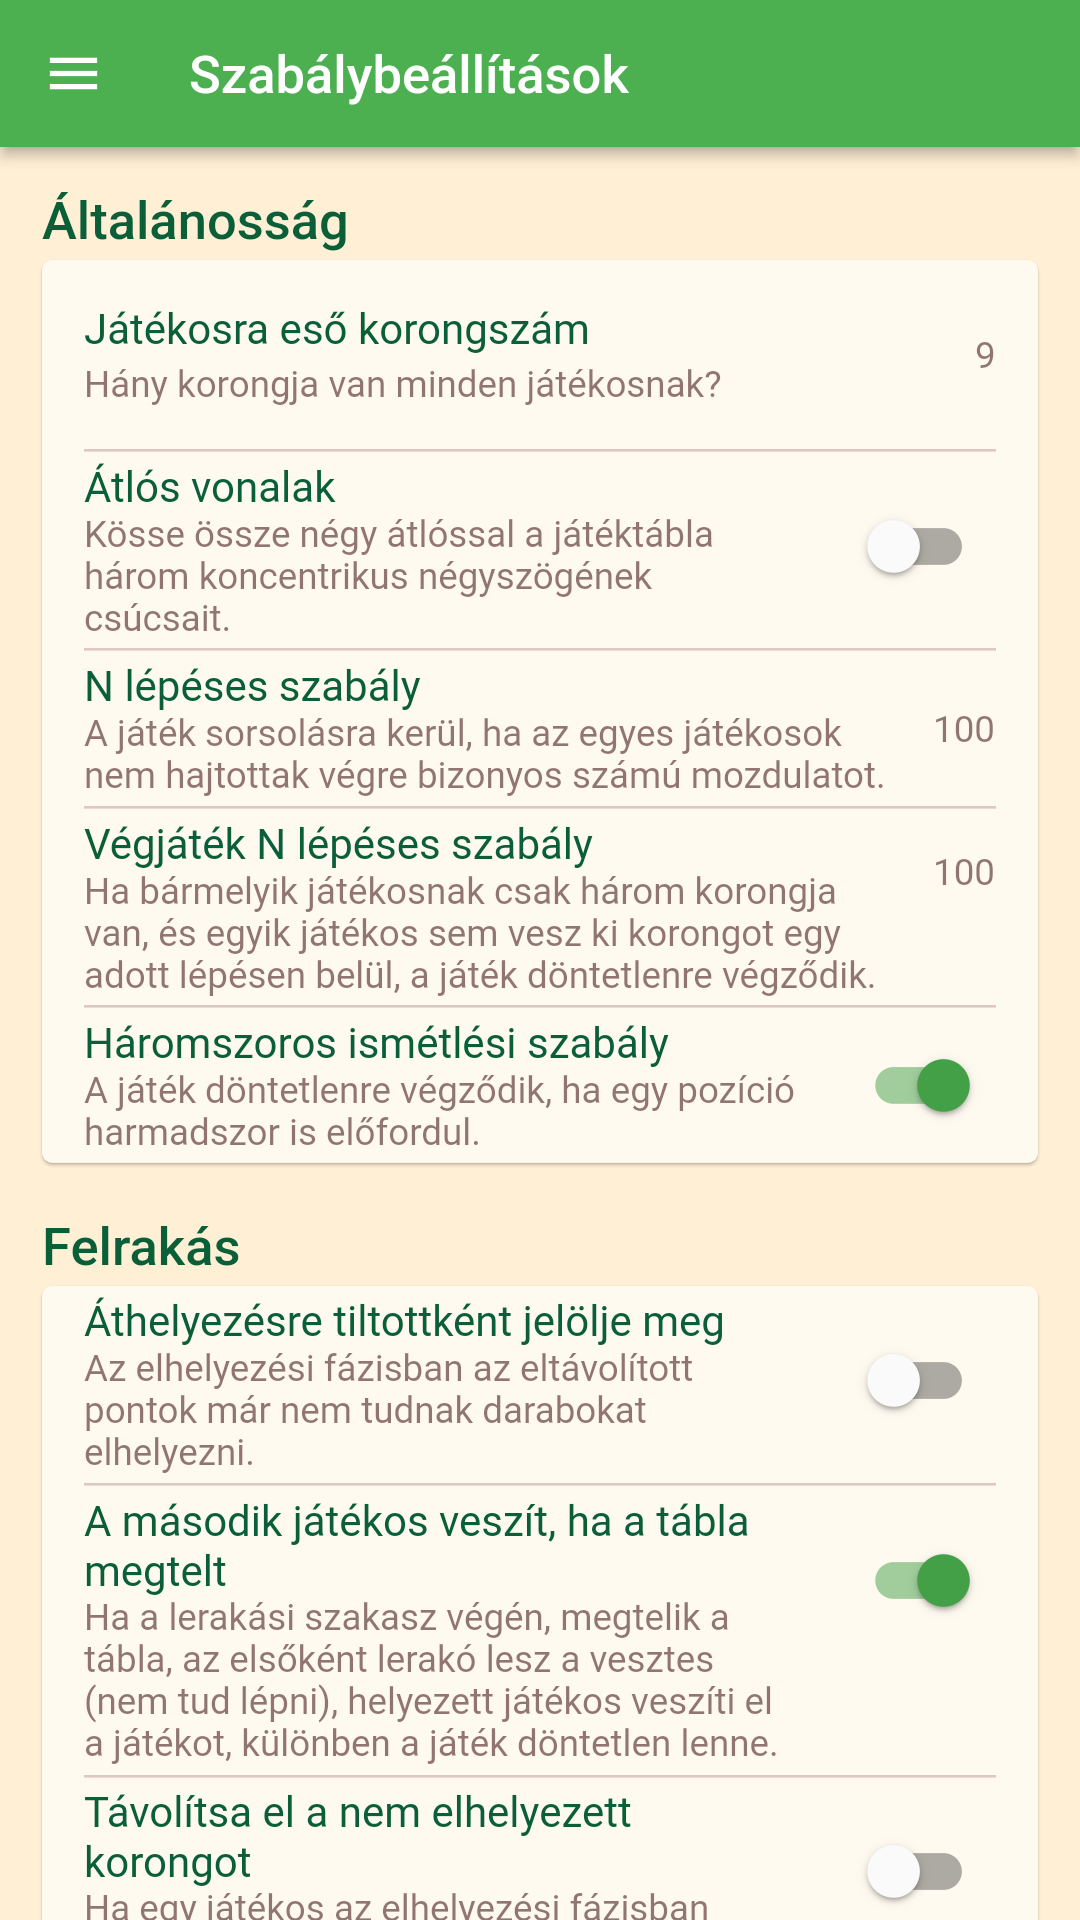 Szabálybeállítások
Általánosság
Játékosra eső korongszám
9
Hány korongja van minden játékosnak?
Átlós vonalak
Kösse össze négy átlóssal a játéktábla
három koncentrikus négyszögének
csúcsait.
N lépéses szabály
A játék sorsolásra kerül, ha az egyes játékosok
100
nem hajtottak végre bizonyos számú mozdulatot.
Végjáték N lépéses szabály
100
Ha bármelyik játékosnak csak három korongja
van, és egyik játékos sem vesz ki korongot egy
adott lépésen belül, a játék döntetlenre végződik.
Háromszoros ismétlési szabály
A játék döntetlenre végződik, ha egy pozíció
harmadszor is előfordul.
Felrakás
Áthelyezésre tiltottként jelölje meg
Az elhelyezési fázisban az eltávolított
pontok már nem tudnak darabokat
elhelyezni.
A második játékos veszít, ha a tábla
megtelt
Ha a lerakási szakasz végén, megtelik a
tábla, az elsőként lerakó lesz a vesztes
(nem tud lépni), helyezett játékos veszíti el
a játékot, különben a játék döntetlen lenne.
Távolítsa el a nem elhelyezett
korongot
Ha egy játékos az elhelyezési fázisban